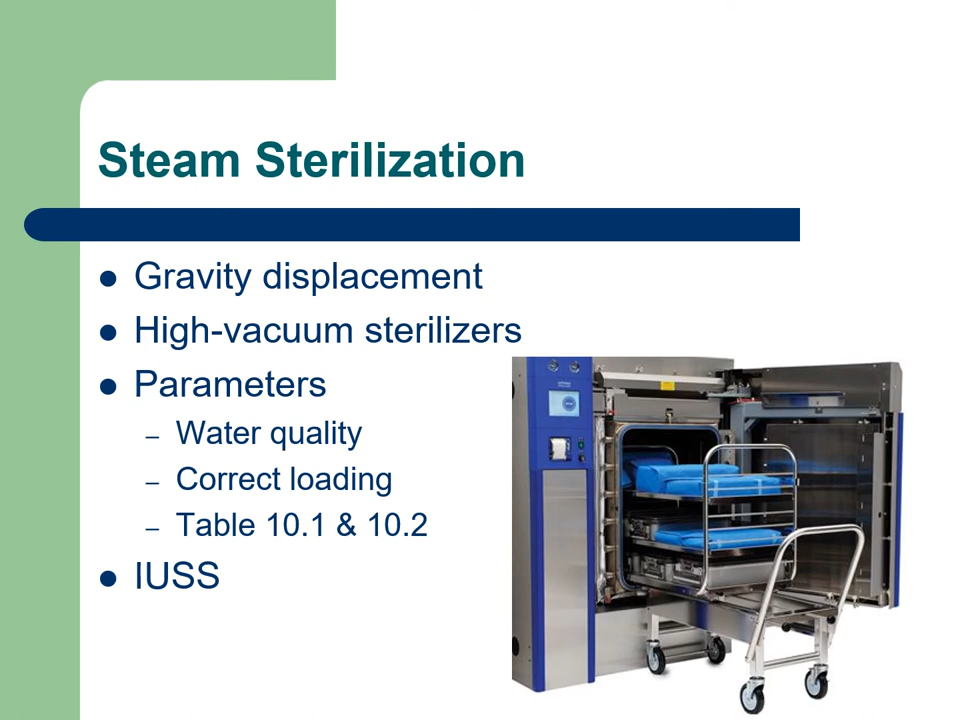 Steam Sterilization
● Gravity displacement
● High-vacuum sterilizers
● Parameters
– Water quality
– Correct loading
– Table 10.1 & 10.2
● IUSS